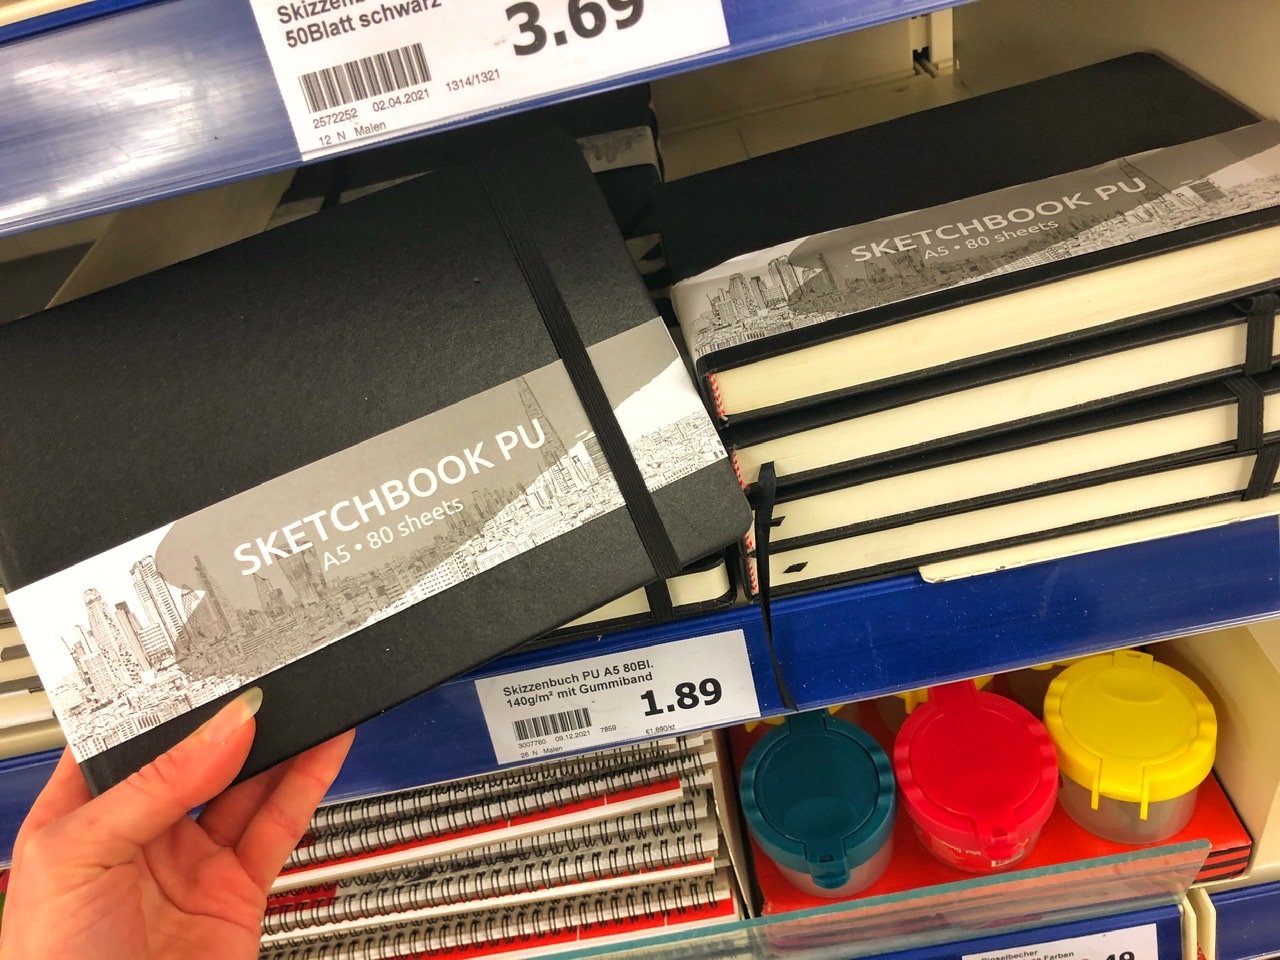 50Blatt schwarz
3.69
2572252 02.04.2021 1314/1321
12 N Malen
SKETCHBOOK PU
A5 • 80 sheets
SKETCHBOOK PU
A5 • 80 sheets
Skizzenbuch PU A5 80Bl.
140g/m² mit Gummiband
1.89
3007760 09.12.2021 7859 €1,890/st
26 N Malen
Pinselbecher
Farben